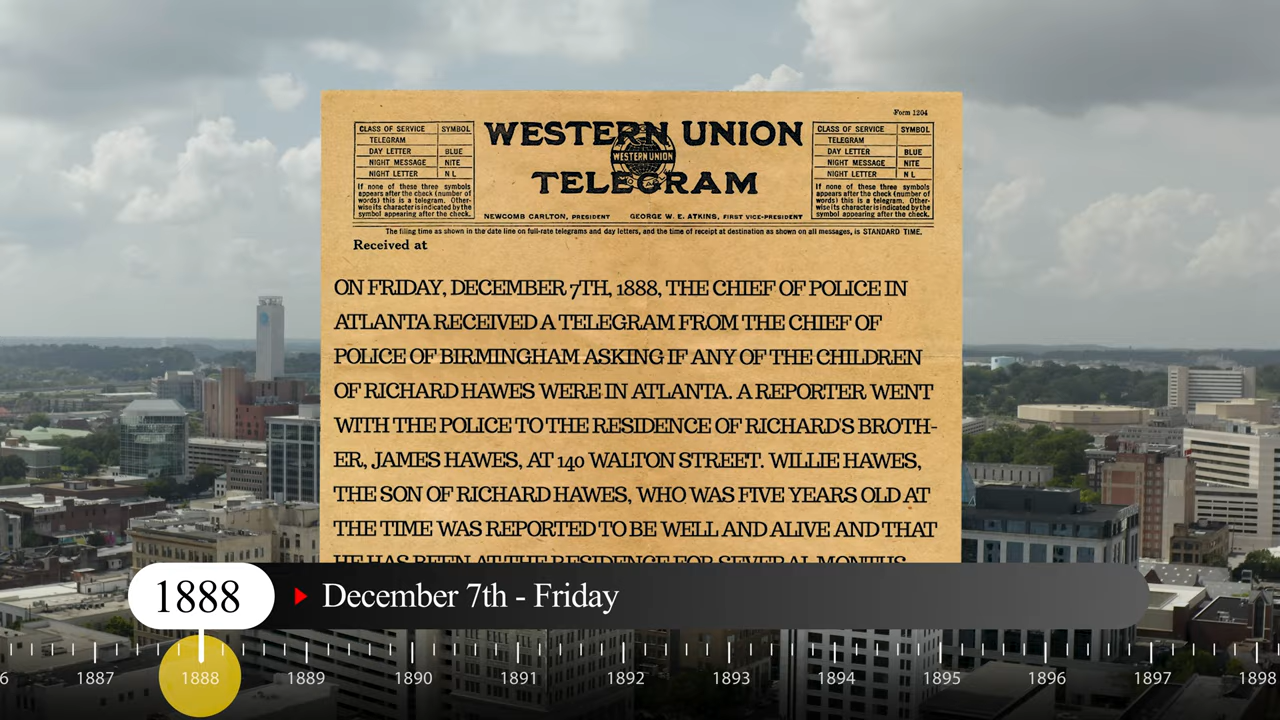 Form 1204
CLASS OF SERVICE SYMBOL
TELEGRAM
DAY LETTER BLUE
NIGHT MESSAGE NITE
NIGHT LETTER N L
If none of these three symbols
appears after the check (number of
words) this is a telegram. Other-
wise its character is indicated by the
symbol appearing after the check.
WESTERN UNION
WESTERN UNION
TELEGRAM
NEWCOMB CARLTON, PRESIDENT GEORGE W. E. ATKINS, FIRST VICE-PRESIDENT
CLASS OF SERVICE SYMBOL
TELEGRAM
DAY LETTER BLUE
NIGHT MESSAGE NITE
NIGHT LETTER N L
If none of these three symbols
appears after the check (number of
words) this is a telegram. Other-
wise its character is indicated by the
symbol appearing after the check.
The filing time as shown in the date line on full-rate telegrams and day letters, and the time of receipt at destination as shown on all messages, is STANDARD TIME.
Received at
ON FRIDAY, DECEMBER 7TH, 1888, THE CHIEF OF POLICE IN
ATLANTA RECEIVED A TELEGRAM FROM THE CHIEF OF
POLICE OF BIRMINGHAM ASKING IF ANY OF THE CHILDREN
OF RICHARD HAWES WERE IN ATLANTA. A REPORTER WENT
WITH THE POLICE TO THE RESIDENCE OF RICHARD'S BROTH-
ER, JAMES HAWES, AT 140 WALTON STREET. WILLIE HAWES,
THE SON OF RICHARD HAWES, WHO WAS FIVE YEARS OLD AT
THE TIME WAS REPORTED TO BE WELL AND ALIVE AND THAT
HE HAS BEEN AT THE RESIDENCE FOR SEVERAL MONTHS
1888 December 7th - Friday
6 1887 1888 1889 1890 1891 1892 1893 1894 1895 1896 1897 1898